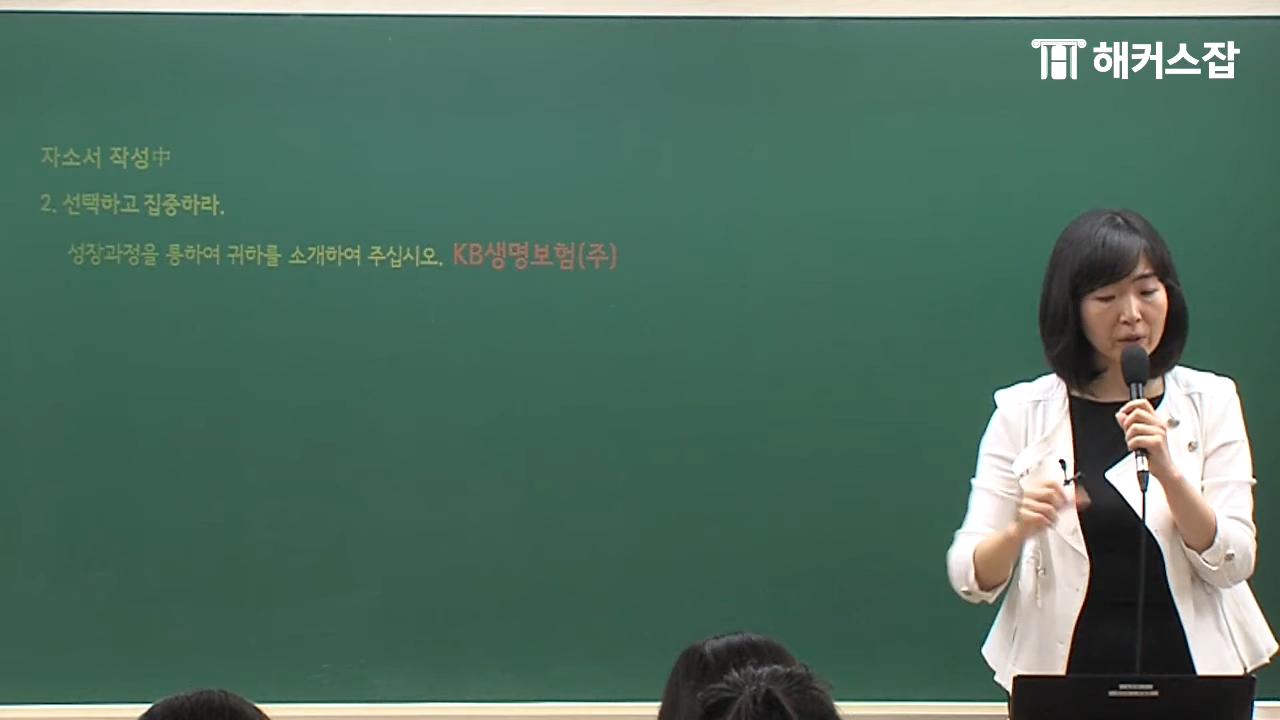 해커스잡
자소서 작성中
2. 선택하고 집중하라.
성장과정을 통하여 귀하를 소개하여 주십시오. KB생명보험(주)